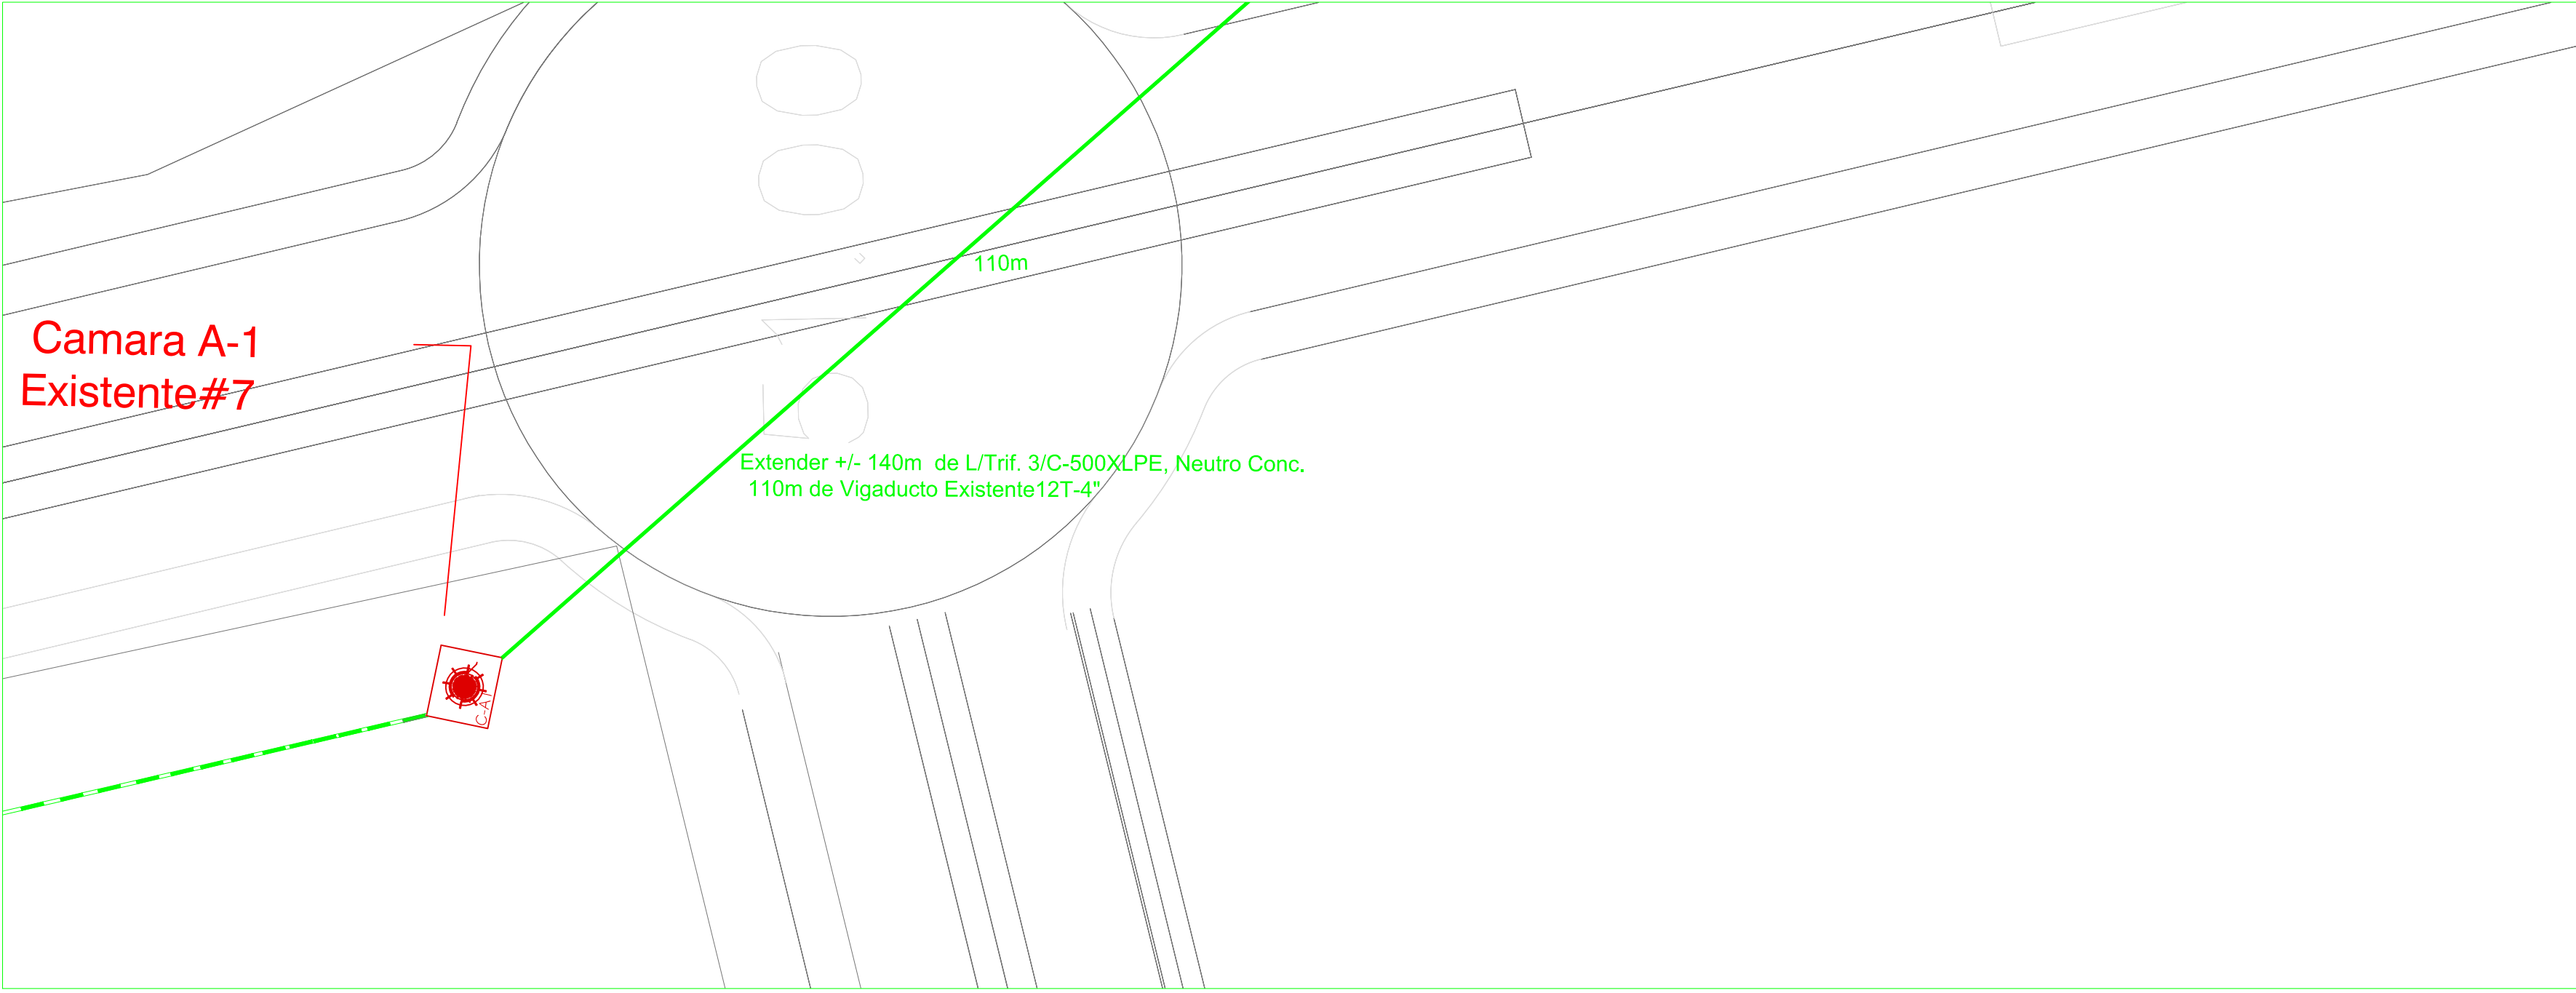 110m
Camara A-1
Existente#7
Extender +/- 140m de L/Trif. 3/C-500XLPE, Neutro Conc.
110m de Vigaducto Existente12T-4"
C-A1